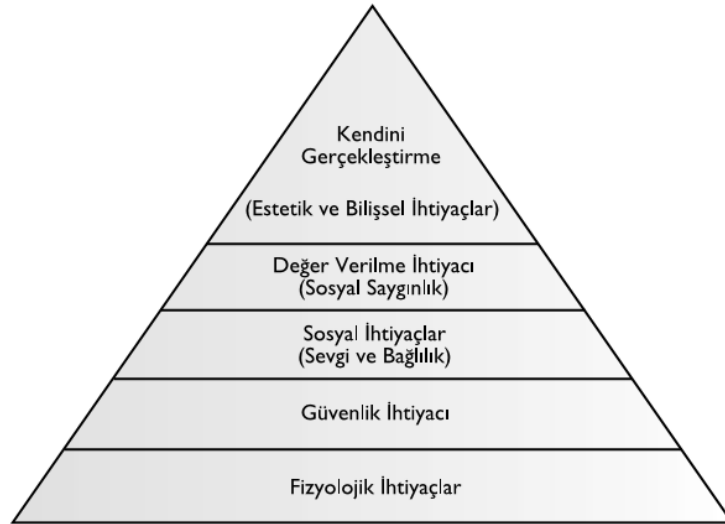 Kendini
Gerçekleştirme
(Estetik ve Bilişsel İhtiyaçlar)
Değer Verilme İhtiyacı
(Sosyal Saygınlık)
Sosyal İhtiyaçlar
(Sevgi ve Bağlılık)
Güvenlik İhtiyacı
Fizyolojik İhtiyaçlar